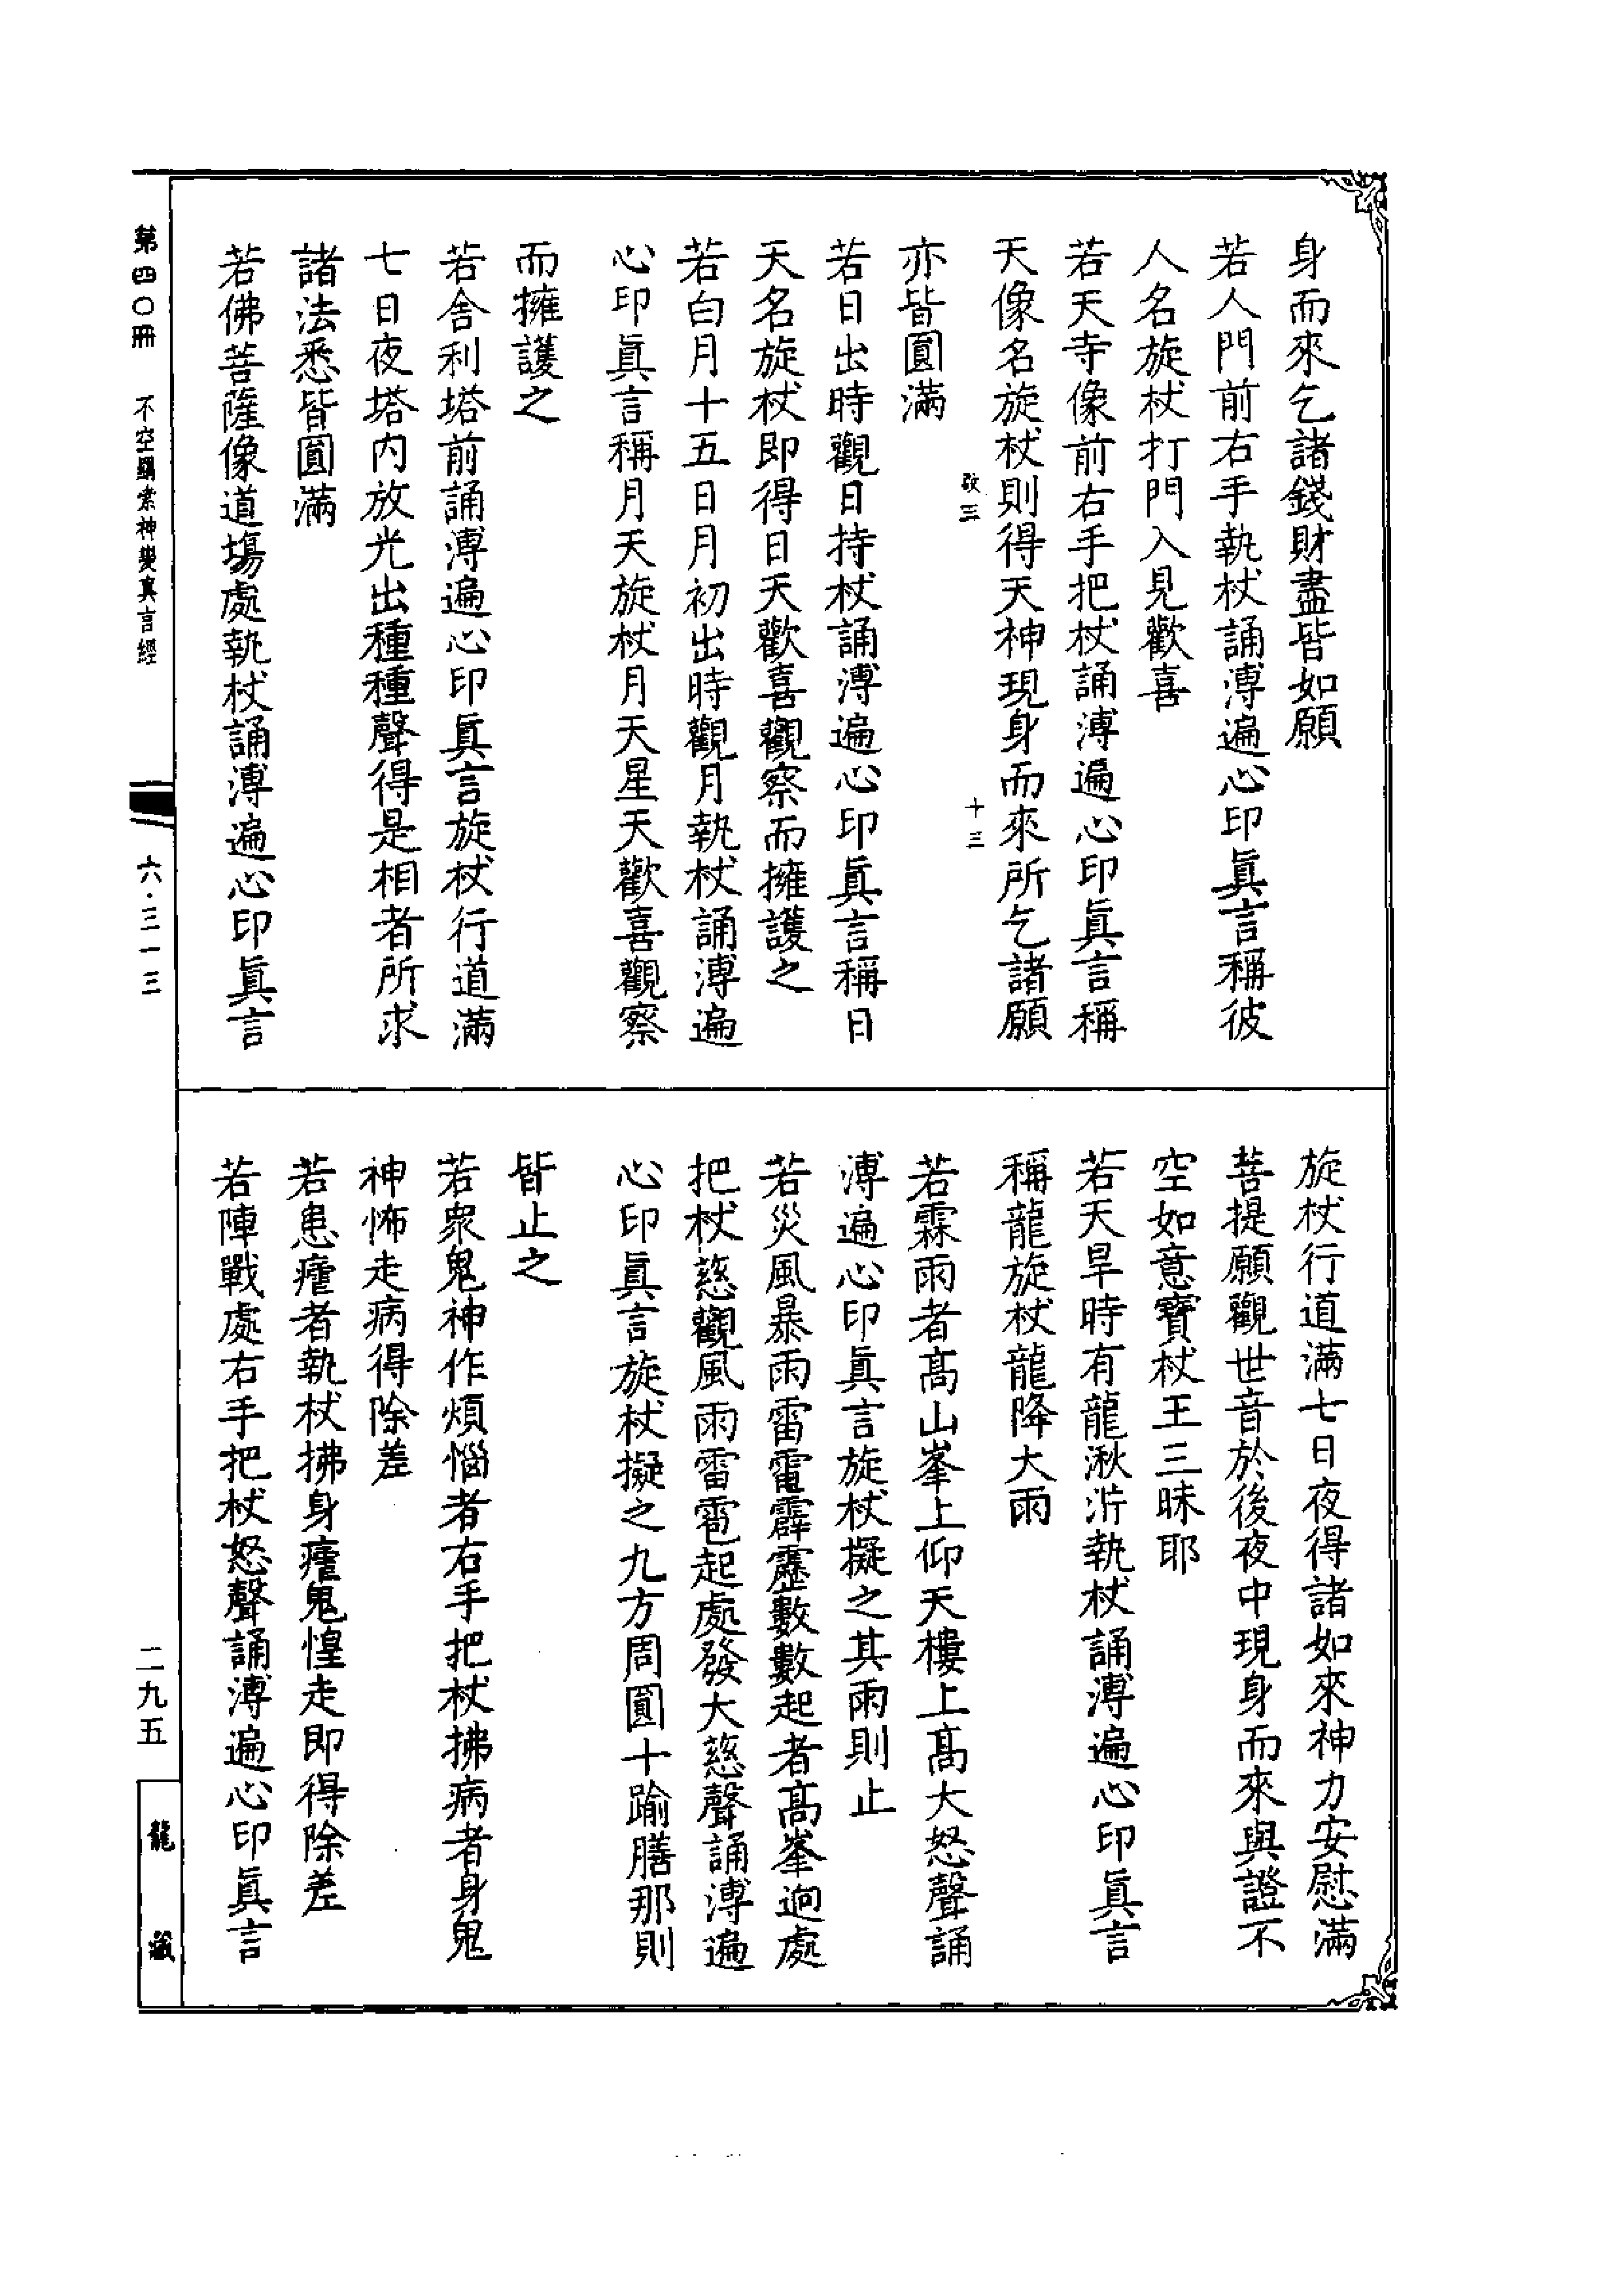 身而來乞諸錢財盡皆如願
若人門前右手執杖誦溥遍心印眞言稱彼
人名旋杖打門入見歡喜
若天寺像前右手把杖誦溥遍心印眞言稱
天像名旋杖則得天神現身而來所乞諸願
十三
亦皆圓滿
若日出時觀日持杖誦溥遍心印眞言稱日
天名旋杖即得日天歡喜觀察而擁護之
若白月十五日月初出時觀月執杖誦溥遍
心印眞言稱月天旋杖月天星天歡喜觀察
而擁護之
若舍利塔前誦溥遍心印眞言旋杖行道滿
七日夜塔內放光出種種聲得是相者所求
諸法悉皆圓滿
若佛菩薩像道場處執杖誦溥遍心印眞言
旋杖行道滿七日夜得諸如來神力安慰滿
菩提願觀世音於後夜中現身而來與證不
空如意寶杖王三昧耶
若天旱時有龍湫泝執杖誦溥遍心印眞言
稱龍旋杖龍降大雨
若霖雨者高山峯上仰天樓上高大怒聲誦
溥遍心印眞言旋杖擬之其雨則止
若災風暴雨雷電霹靂數數起者高峯逈處
把杖慈觀風雨雷雹起處發大慈聲誦溥遍
心印眞言旋杖擬之九方周圓十踰膳那則
皆止之
若眾鬼神作煩惱者右手把杖拂病者身鬼
神怖走病得除差
若患瘧者執杖拂身瘧鬼惶走即得除差
若陣戰處右手把杖怒聲誦溥遍心印眞言
第四〇冊 不空羂索神變真言經
六·三一三
二九五
龍藏